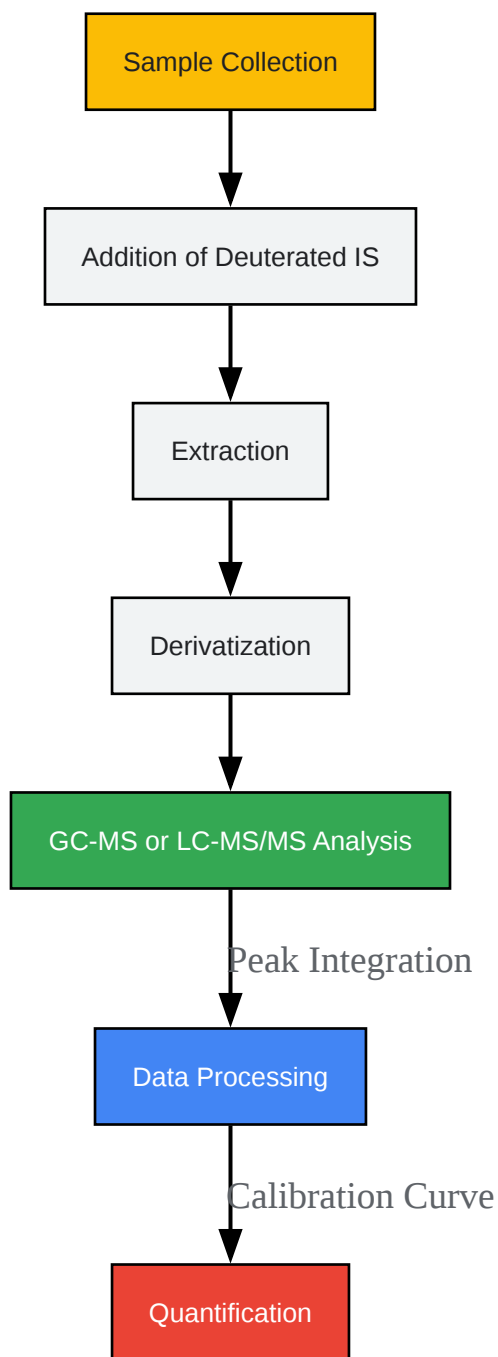 Sample Collection
Addition of Deuterated IS
Extraction
Derivatization
GC-MS or LC-MS/MS Analysis
Peak Integration
Data Processing
Calibration Curve
Quantification